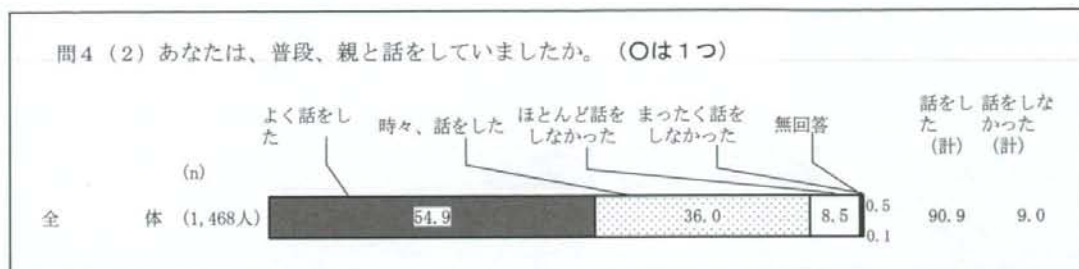 問4（2）あなたは、普段、親と話をしていましたか。（○は1つ）
よく話をし
た
時々、話をした
ほとんど話を
しなかった
まったく話を
しなかった
無回答
話をし
た
（計）
話をしな
かった
（計）
(n)
全　体 (1,468人) 54.9 36.0 8.5 0.5 0.1 90.9 9.0